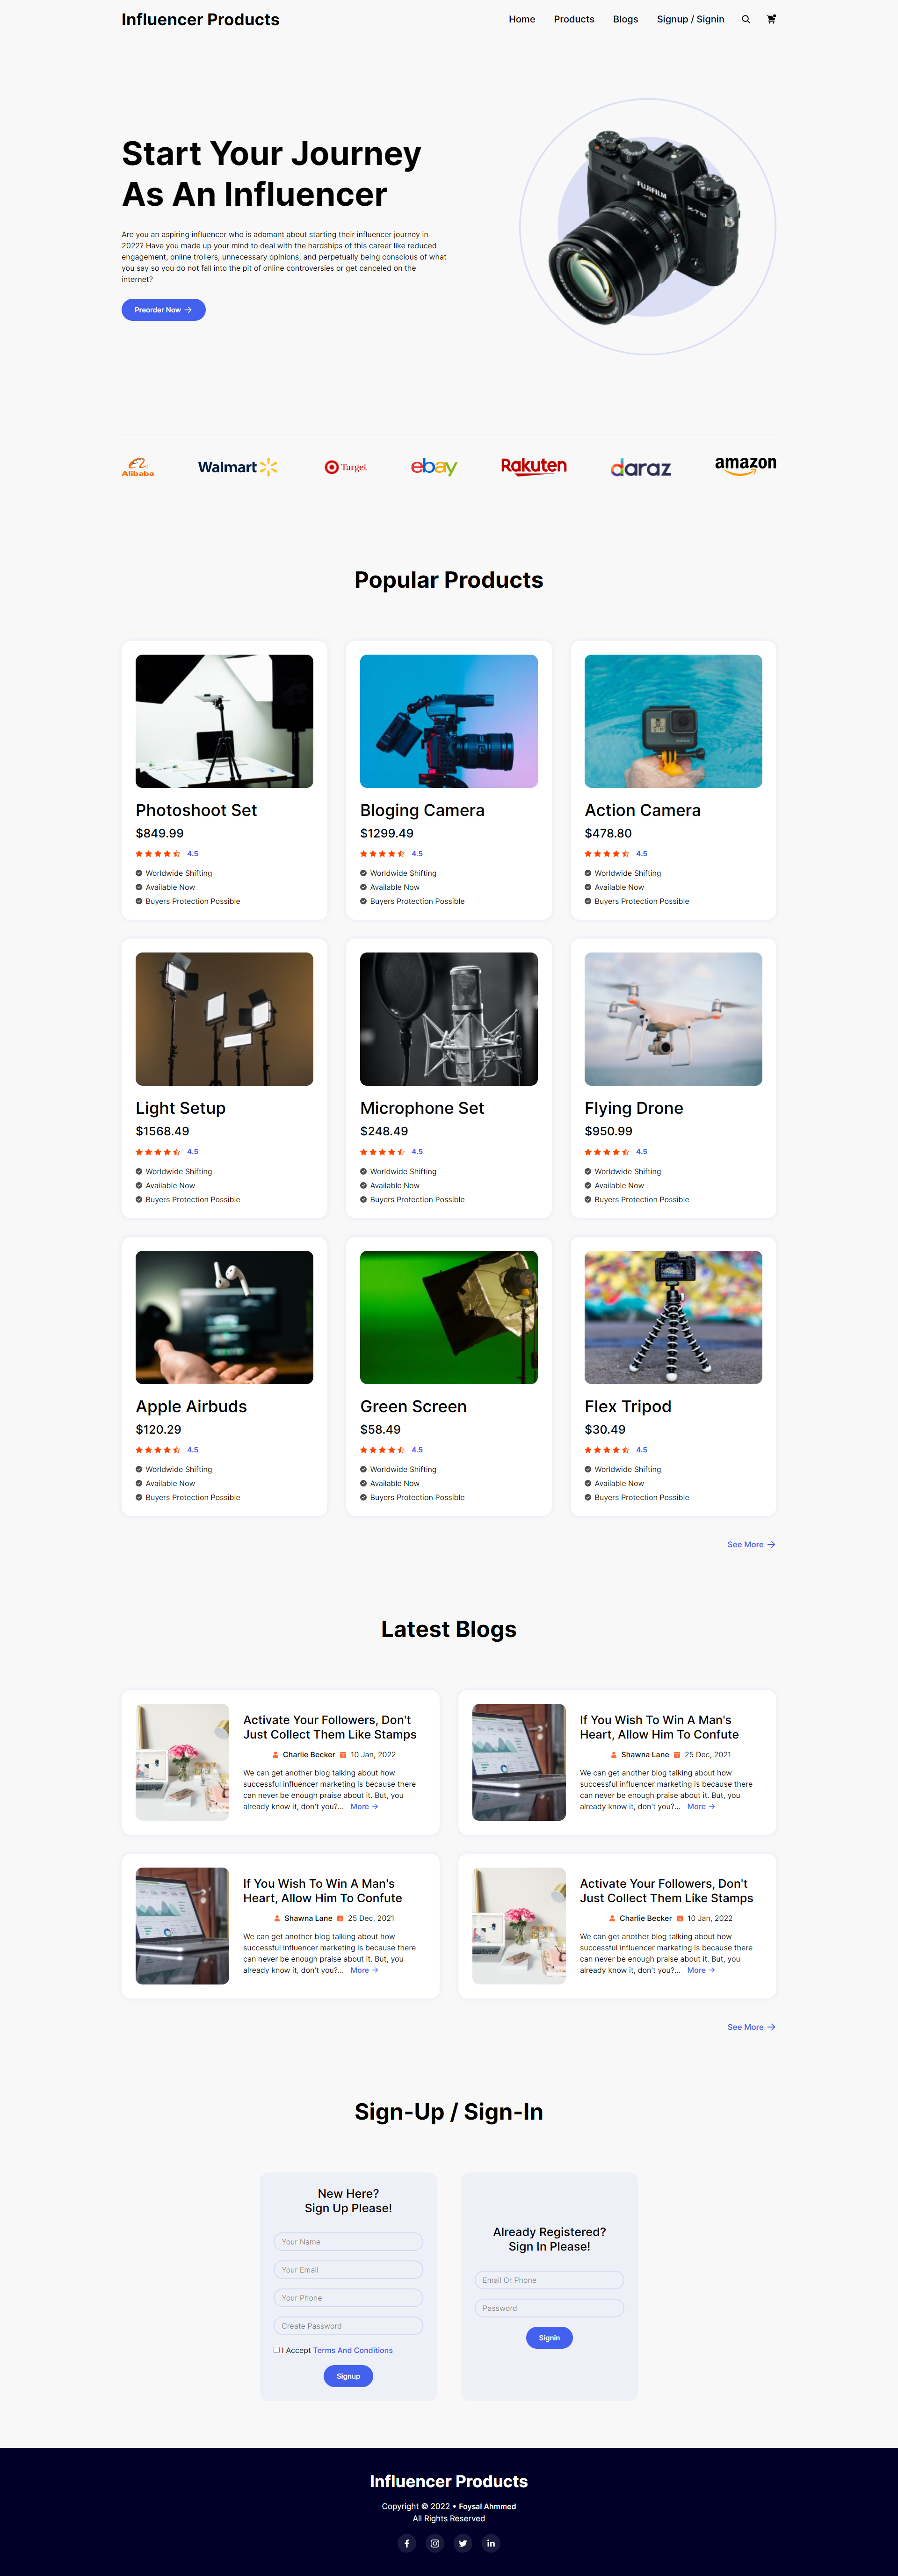 Influencer Products
Home
Products
Blogs
Signup / Signin
Start Your Journey
As An Influencer
Are you an aspiring influencer who is adamant about starting their influencer journey in
2022? Have you made up your mind to deal with the hardships of this career like reduced
engagement, online trollers, unnecessary opinions, and perpetually being conscious of what
you say so you do not fall into the pit of online controversies or get canceled on the
internet?
Preorder Now
FUJIFILM
X-T10
Alibaba
Walmart
Target
ebay
Rakuten
daraz
amazon
Popular Products
Photoshoot Set
$849.99
4.5
Worldwide Shifting
Available Now
Buyers Protection Possible
Bloging Camera
$1299.49
4.5
Worldwide Shifting
Available Now
Buyers Protection Possible
Action Camera
$478.80
4.5
Worldwide Shifting
Available Now
Buyers Protection Possible
Light Setup
$1568.49
4.5
Worldwide Shifting
Available Now
Buyers Protection Possible
Microphone Set
$248.49
4.5
Worldwide Shifting
Available Now
Buyers Protection Possible
Flying Drone
$950.99
4.5
Worldwide Shifting
Available Now
Buyers Protection Possible
Apple Airbuds
$120.29
4.5
Worldwide Shifting
Available Now
Buyers Protection Possible
Green Screen
$58.49
4.5
Worldwide Shifting
Available Now
Buyers Protection Possible
Flex Tripod
$30.49
4.5
Worldwide Shifting
Available Now
Buyers Protection Possible
See More
Latest Blogs
Activate Your Followers, Don't
Just Collect Them Like Stamps
Charlie Becker 10 Jan, 2022
We can get another blog talking about how
successful influencer marketing is because there
can never be enough praise about it. But, you
already know it, don't you?... More
If You Wish To Win A Man's
Heart, Allow Him To Confute
Shawna Lane 25 Dec, 2021
We can get another blog talking about how
successful influencer marketing is because there
can never be enough praise about it. But, you
already know it, don't you?... More
If You Wish To Win A Man's
Heart, Allow Him To Confute
Shawna Lane 25 Dec, 2021
We can get another blog talking about how
successful influencer marketing is because there
can never be enough praise about it. But, you
already know it, don't you?... More
Activate Your Followers, Don't
Just Collect Them Like Stamps
Charlie Becker 10 Jan, 2022
We can get another blog talking about how
successful influencer marketing is because there
can never be enough praise about it. But, you
already know it, don't you?... More
See More
Sign-Up / Sign-In
New Here?
Sign Up Please!
Your Name
Your Email
Your Phone
Create Password
I Accept Terms And Conditions
Signup
Already Registered?
Sign In Please!
Email Or Phone
Password
Signin
Influencer Products
Copyright © 2022 • Foysal Ahmmed
All Rights Reserved